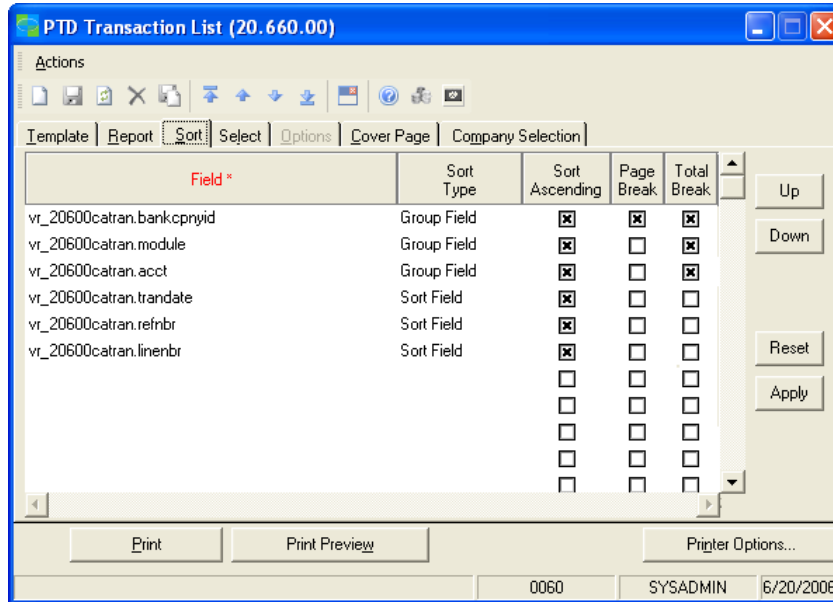 PTD Transaction List (20.660.00)
Actions
Template Report Sort Select Options Cover Page Company Selection
Field * Sort Type Sort Ascending Page Break Total Break
Up
vr_20600catran.bankcpnyid Group Field
Down
vr_20600catran.module Group Field
vr_20600catran.acct Group Field
vr_20600catran.trandate Sort Field
vr_20600catran.refnbr Sort Field
vr_20600catran.linenbr Sort Field
Reset
Apply
Print Print Preview Printer Options...
0060 SYSADMIN 6/20/2006